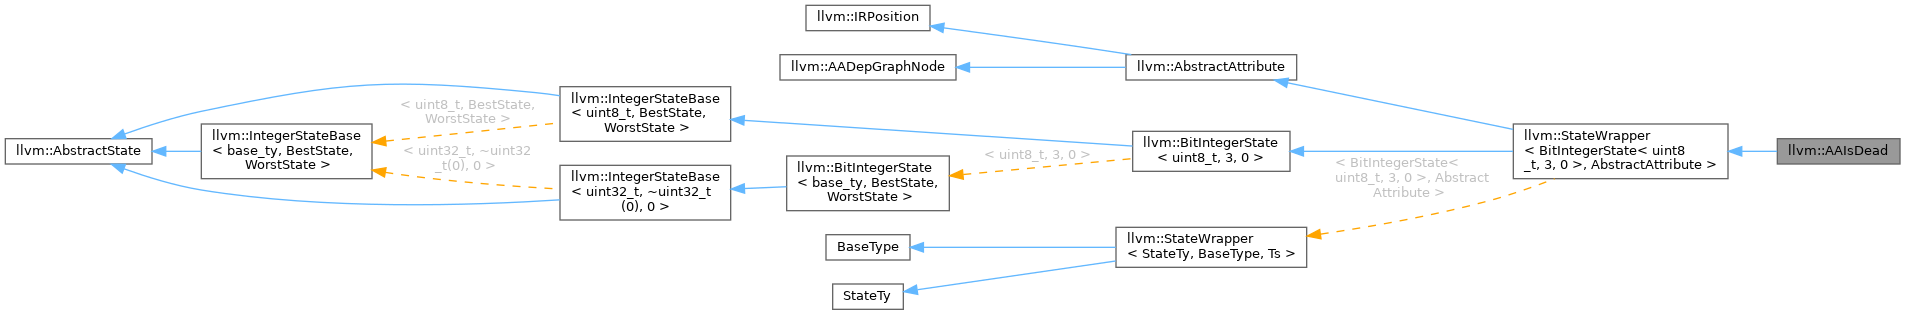 llvm::IRPosition
llvm::AADepGraphNode
llvm::AbstractAttribute
llvm::AbstractState
llvm::IntegerStateBase
< base_ty, BestState,
WorstState >
< uint8_t, BestState,
WorstState >
< uint32_t, ~uint32
_t(0), 0 >
llvm::IntegerStateBase
< uint8_t, BestState,
WorstState >
llvm::IntegerStateBase
< uint32_t, ~uint32_t
(0), 0 >
llvm::BitIntegerState
< base_ty, BestState,
WorstState >
< uint8_t, 3, 0 >
llvm::BitIntegerState
< uint8_t, 3, 0 >
< BitIntegerState<
uint8_t, 3, 0 >, Abstract
Attribute >
llvm::StateWrapper
< BitIntegerState< uint8
_t, 3, 0 >, AbstractAttribute >
llvm::AAIsDead
BaseType
StateTy
llvm::StateWrapper
< StateTy, BaseType, Ts >